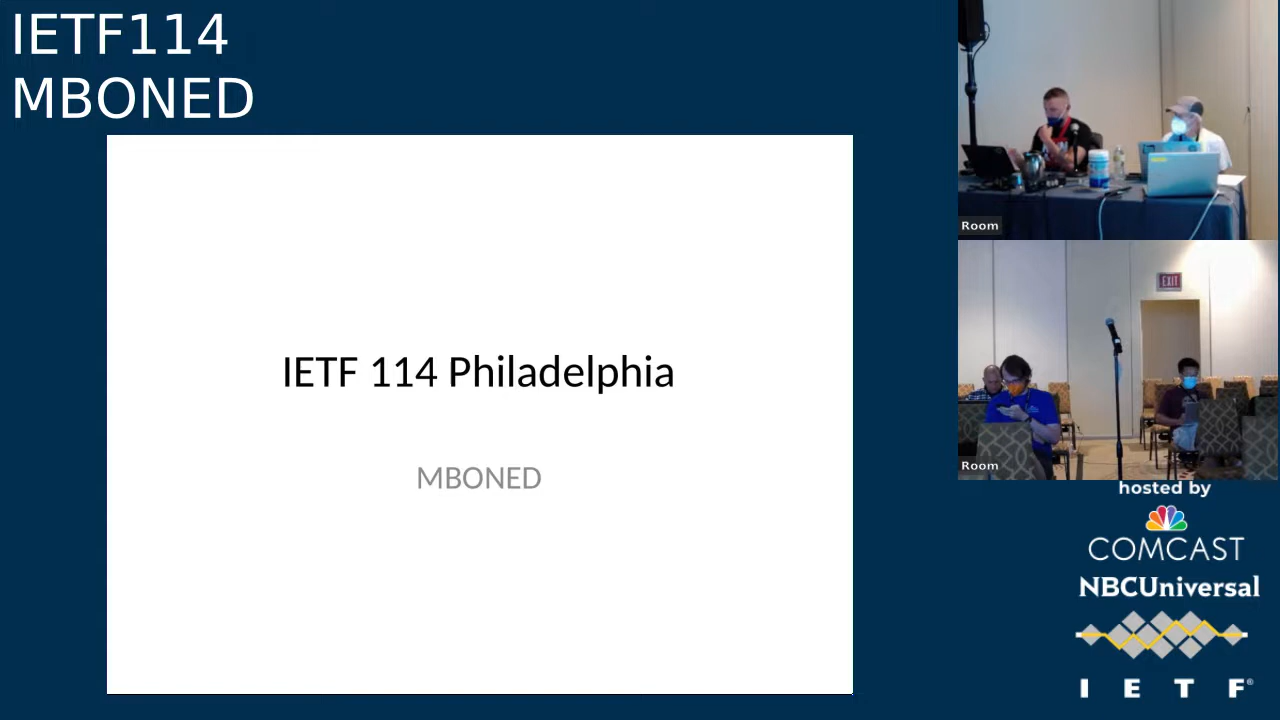 IETF114
MBONED
IETF 114 Philadelphia
MBONED
Room
EXIT
Room
hosted by
COMCAST
NBCUniversal
I E T F®